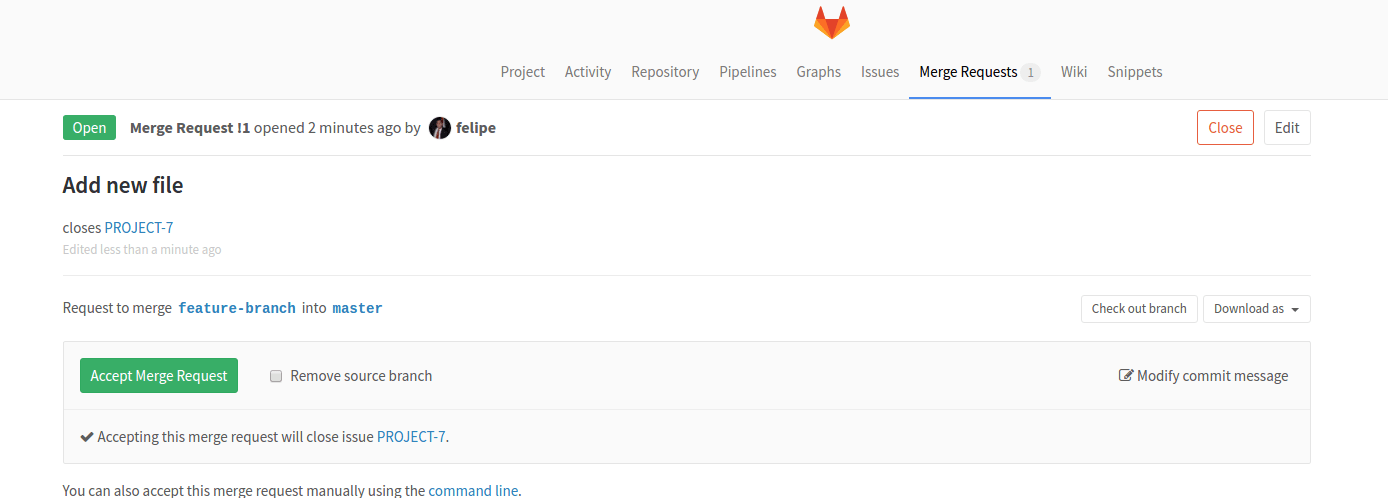 Project Activity Repository Pipelines Graphs Issues Merge Requests 1 Wiki Snippets
Open Merge Request !1 opened 2 minutes ago by felipe Close Edit
Add new file
closes PROJECT-7
Edited less than a minute ago
Request to merge feature-branch into master Check out branch Download as
Accept Merge Request Remove source branch Modify commit message
Accepting this merge request will close issue PROJECT-7.
You can also accept this merge request manually using the command line.